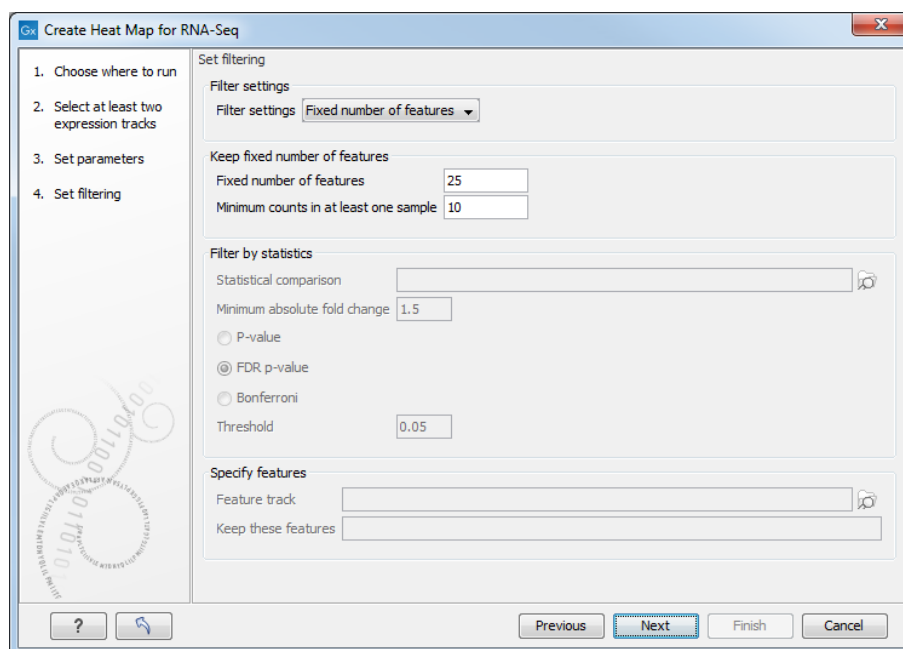 Gx Create Heat Map for RNA-Seq
1. Choose where to run
2. Select at least two
expression tracks
3. Set parameters
4. Set filtering
Set filtering
Filter settings
Filter settings Fixed number of features
Keep fixed number of features
Fixed number of features 25
Minimum counts in at least one sample 10
Filter by statistics
Statistical comparison
Minimum absolute fold change 1.5
P-value
FDR p-value
Bonferroni
Threshold 0.05
Specify features
Feature track
Keep these features
? Previous Next Finish Cancel